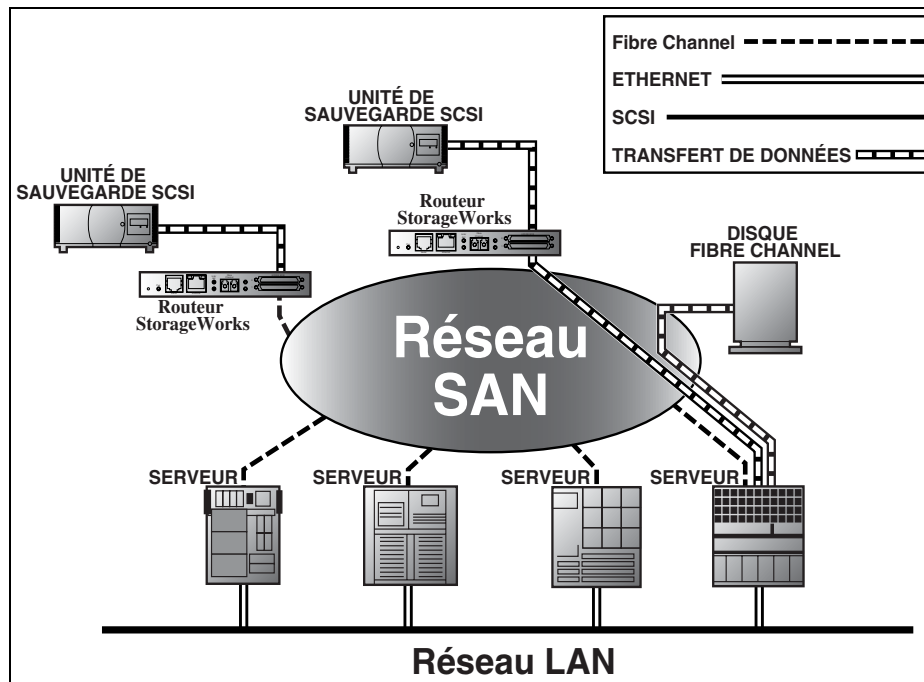 Fibre Channel
ETHERNET
SCSI
TRANSFERT DE DONNÉES
UNITÉ DE
SAUVEGARDE SCSI
UNITÉ DE
SAUVEGARDE SCSI
Routeur
StorageWorks
DISQUE
FIBRE CHANNEL
Routeur
StorageWorks
Réseau
SAN
SERVEUR
SERVEUR
SERVEUR
SERVEUR
Réseau LAN